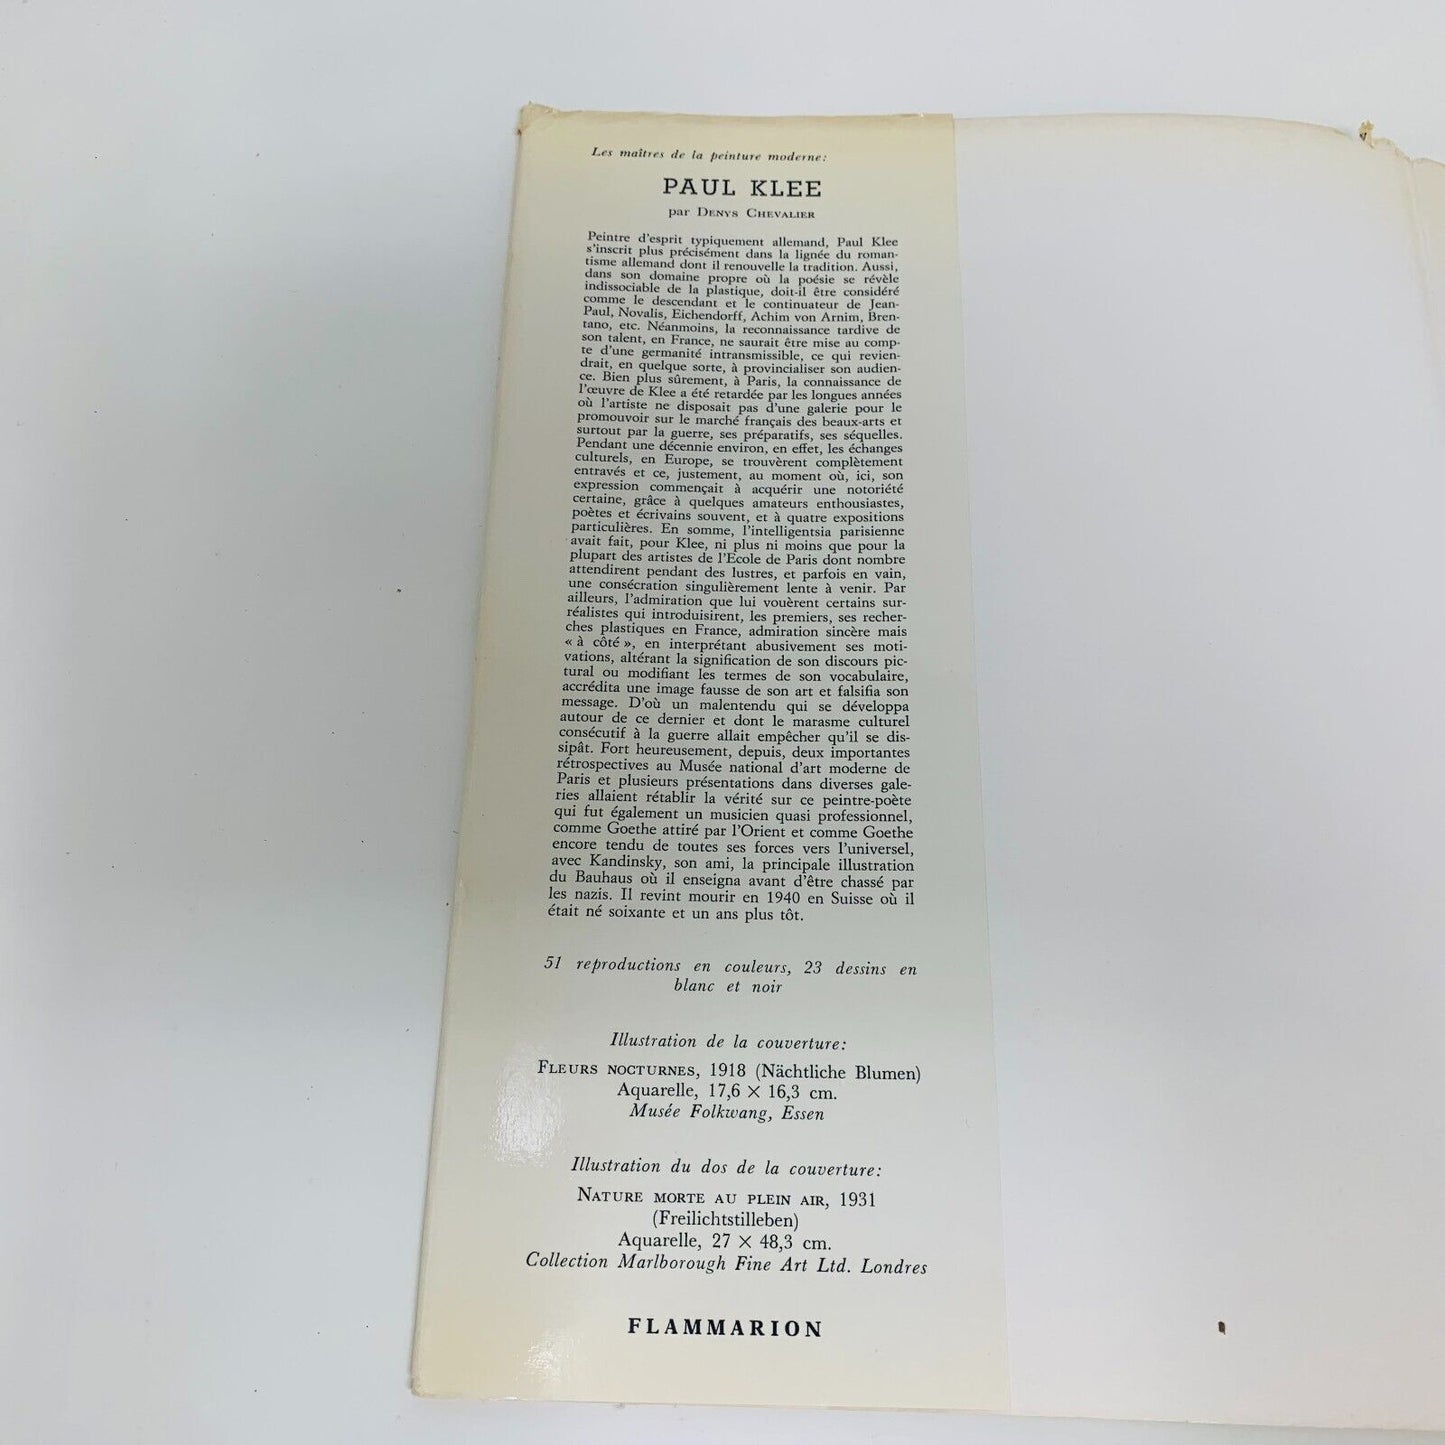 Les maîtres de la peinture moderne:
PAUL KLEE
par Denys Chevalier
Peintre d'esprit typiquement allemand, Paul Klee
s'inscrit plus précisément dans la lignée du roman-
tisme allemand dont il renouvelle la tradition. Aussi,
dans son domaine propre où la poésie se révèle
indissociable de la plastique, doit-il être considéré
comme le descendant et le continuateur de Jean-
Paul, Novalis, Eichendorff, Achim von Arnim, Bren-
tano, etc. Néanmoins, la reconnaissance tardive de
son talent, en France, ne saurait être mise au comp-
te d'une germanité intransmissible, ce qui revien-
drait, en quelque sorte, à provincialiser son audien-
ce. Bien plus sûrement, à Paris, la connaissance de
l'œuvre de Klee a été retardée par les longues années
où l'artiste ne disposait pas d'une galerie pour le
promouvoir sur le marché français des beaux-arts et
surtout par la guerre, ses préparatifs, ses séquelles.
Pendant une décennie environ, en effet, les échanges
culturels, en Europe, se trouvèrent complètement
entravés et ce, justement, au moment où, ici, son
expression commençait à acquérir une notoriété
certaine, grâce à quelques amateurs enthousiastes,
poètes et écrivains souvent, et à quatre expositions
particulières. En somme, l'intelligentsia parisienne
avait fait, pour Klee, ni plus ni moins que pour la
plupart des artistes de l'Ecole de Paris dont nombre
attendirent pendant des lustres, et parfois en vain,
une consécration singulièrement lente à venir. Par
ailleurs, l'admiration que lui vouèrent certains sur-
réalistes qui introduisirent, les premiers, ses recher-
ches plastiques en France, admiration sincère mais
« à côté », en interprétant abusivement ses moti-
vations, altérant la signification de son discours pic-
tural ou modifiant les termes de son vocabulaire,
accrédita une image fausse de son art et falsifia son
message. D'où un malentendu qui se développa
autour de ce dernier et dont le marasme culturel
consécutif à la guerre allait empêcher qu'il se dis-
sipât. Fort heureusement, depuis, deux importantes
rétrospectives au Musée national d'art moderne de
Paris et plusieurs présentations dans diverses gale-
ries allaient rétablir la vérité sur ce peintre-poète
qui fut également un musicien quasi professionnel,
comme Goethe attiré par l'Orient et comme Goethe
encore tendu de toutes ses forces vers l'universel,
avec Kandinsky, son ami, la principale illustration
du Bauhaus où il enseigna avant d'être chassé par
les nazis. Il revint mourir en 1940 en Suisse où il
était né soixante et un ans plus tôt.
51 reproductions en couleurs, 23 dessins en
blanc et noir
Illustration de la couverture:
Fleurs nocturnes, 1918 (Nächtliche Blumen)
Aquarelle, 17,6 × 16,3 cm.
Musée Folkwang, Essen
Illustration du dos de la couverture:
Nature morte au plein air, 1931
(Freilichtstilleben)
Aquarelle, 27 × 48,3 cm.
Collection Marlborough Fine Art Ltd. Londres
FLAMMARION